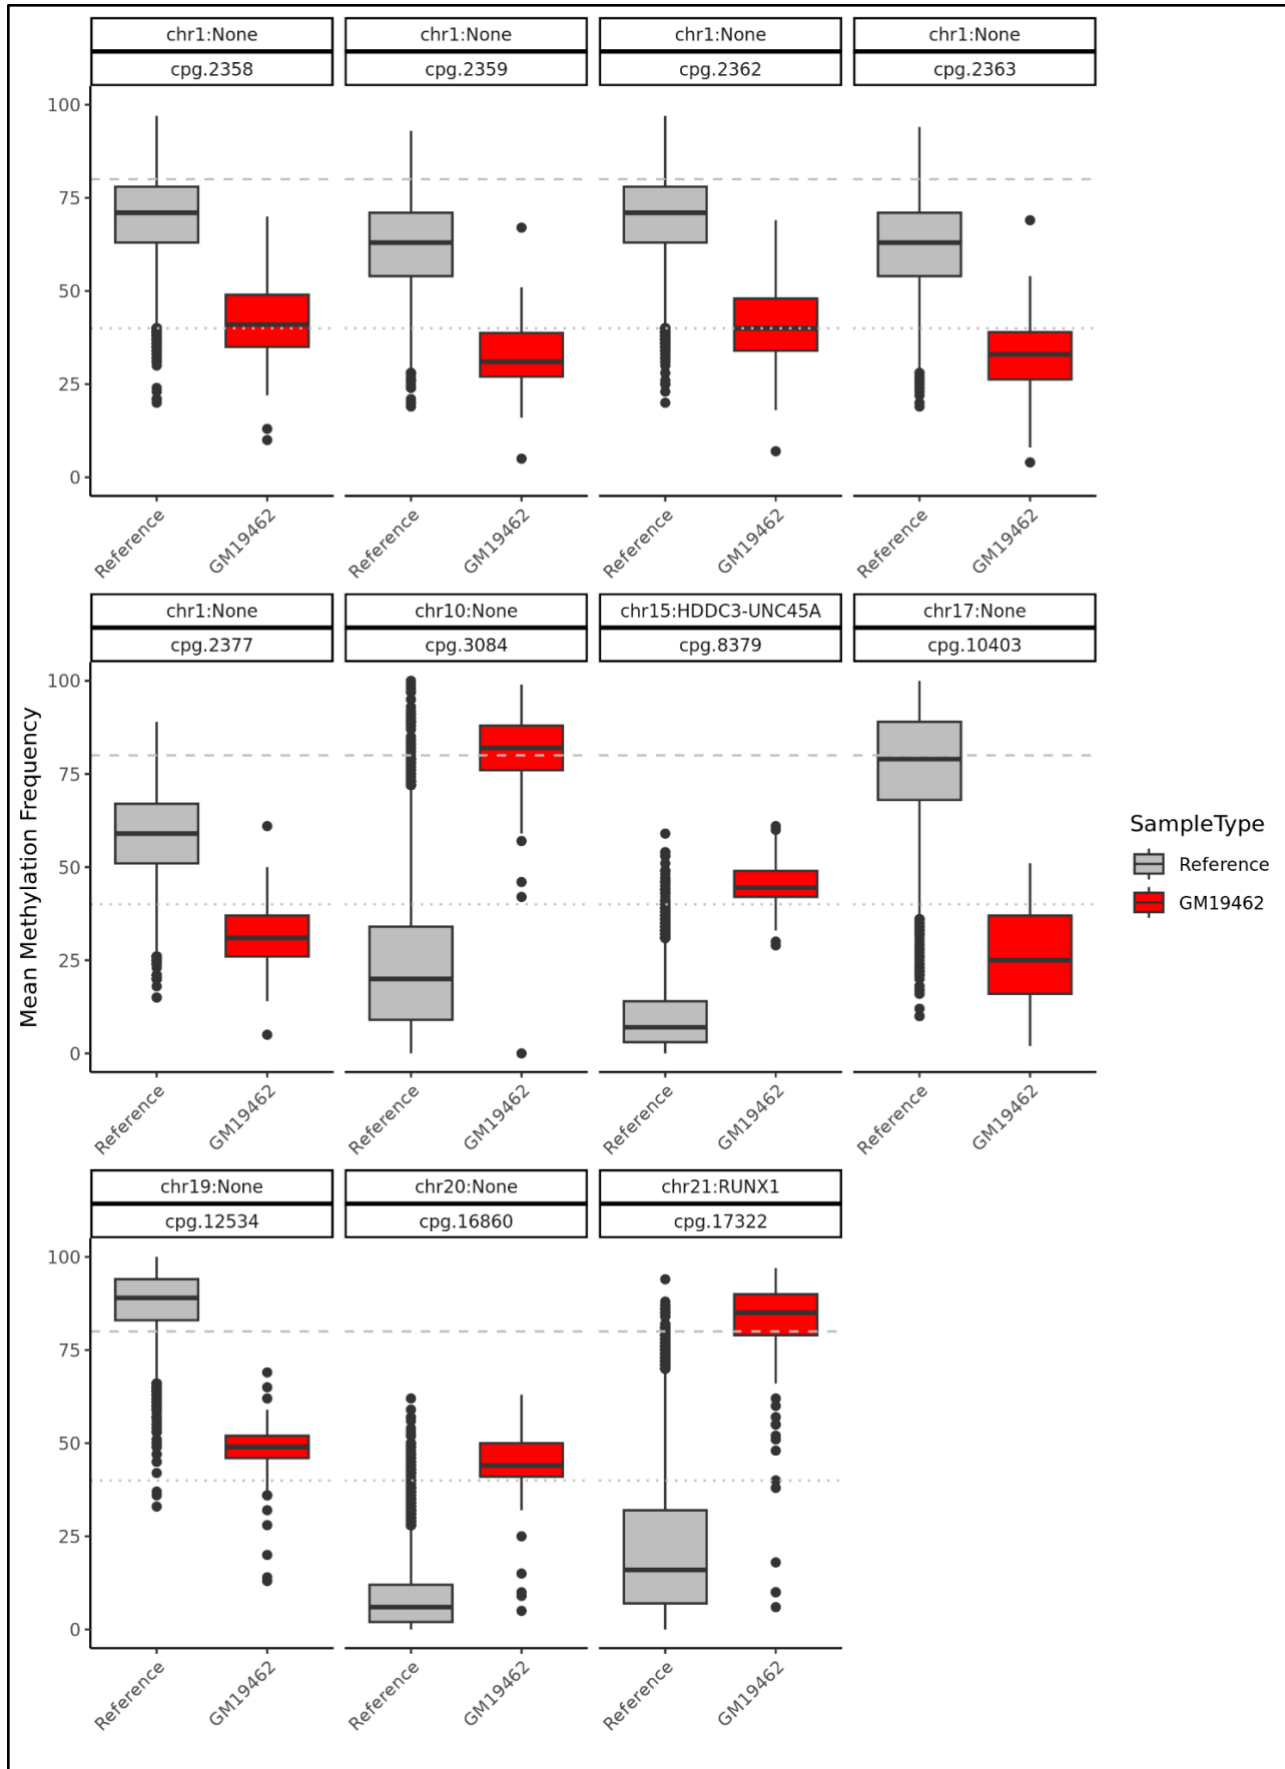 chr1:None chr1:None chr1:None chr1:None
cpg.2358 cpg.2359 cpg.2362 cpg.2363
100
75
50
25
0
Reference GM19462 Reference GM19462 Reference GM19462 Reference GM19462
chr1:None chr10:None chr15:HDDC3-UNC45A chr17:None
cpg.2377 cpg.3084 cpg.8379 cpg.10403
100
75
50
25
0
Reference GM19462 Reference GM19462 Reference GM19462 Reference GM19462
Mean Methylation Frequency
SampleType
Reference
GM19462
chr19:None chr20:None chr21:RUNX1
cpg.12534 cpg.16860 cpg.17322
100
75
50
25
0
Reference GM19462 Reference GM19462 Reference GM19462